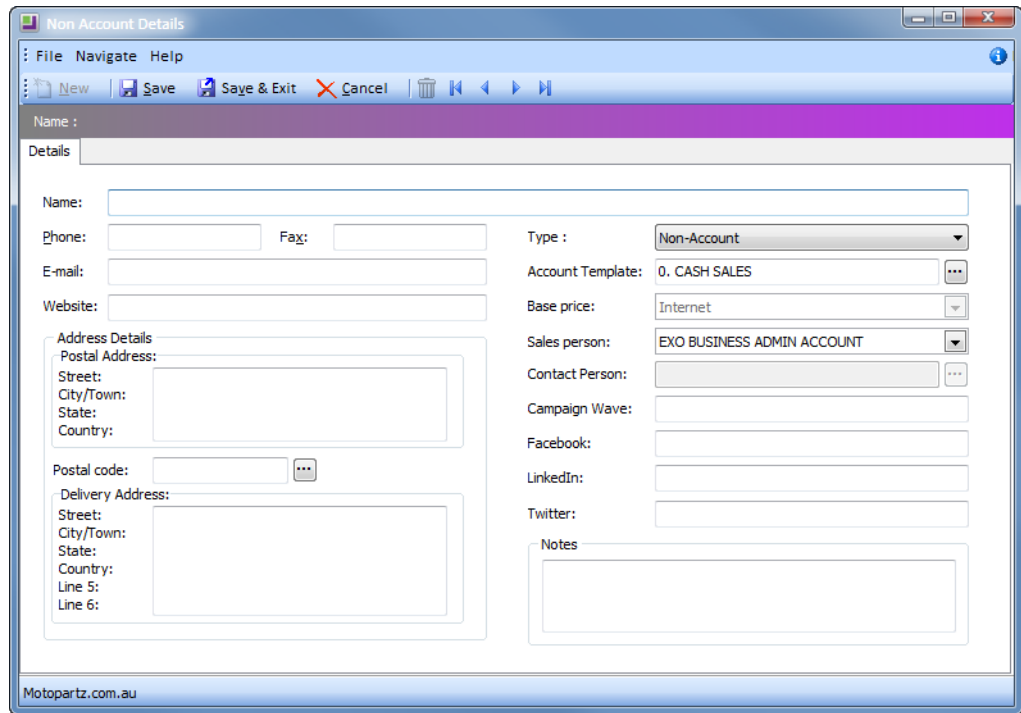 Non Account Details
File Navigate Help
New Save Save & Exit Cancel
Name :
Details
Name:
Phone: Fax:
E-mail:
Website:
Address Details
Postal Address:
Street:
City/Town:
State:
Country:
Postal code:
Delivery Address:
Street:
City/Town:
State:
Country:
Line 5:
Line 6:
Type : Non-Account
Account Template: 0. CASH SALES
Base price: Internet
Sales person: EXO BUSINESS ADMIN ACCOUNT
Contact Person:
Campaign Wave:
Facebook:
LinkedIn:
Twitter:
Notes
Motopartz.com.au